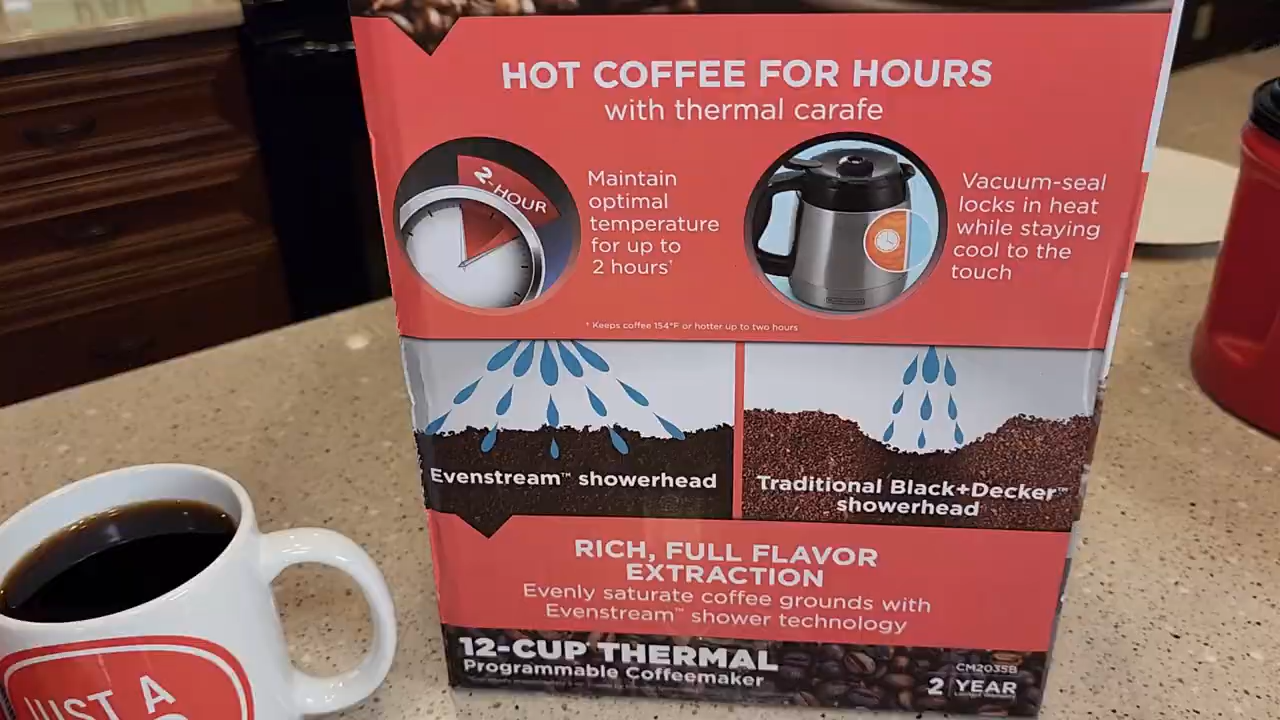 HOT COFFEE FOR HOURS
with thermal carafe
2-HOUR
Maintain
optimal
temperature
for up to
2 hours†
Vacuum-seal
locks in heat
while staying
cool to the
touch
† Keeps coffee 154°F or hotter up to two hours
Evenstream™ showerhead
Traditional Black+Decker™
showerhead
RICH, FULL FLAVOR
EXTRACTION
Evenly saturate coffee grounds with
Evenstream™ shower technology
12-CUP THERMAL
Programmable Coffeemaker
CM2035B
2 YEAR
JUST A